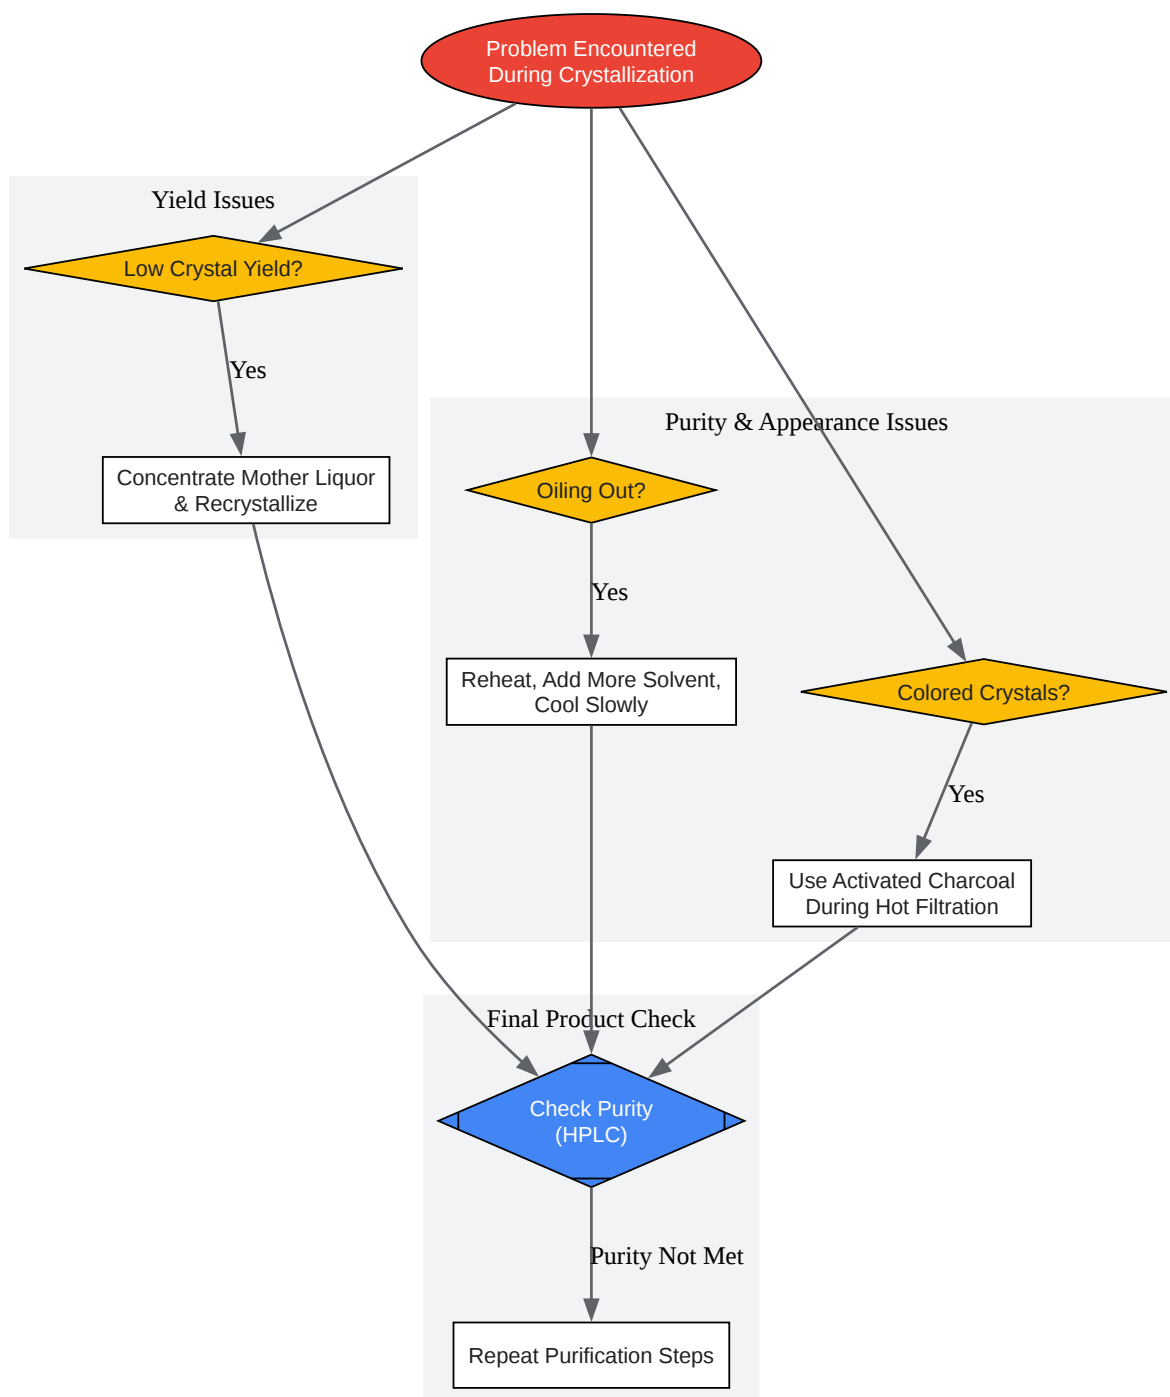 Problem Encountered
During Crystallization
Yield Issues
Low Crystal Yield?
Yes
Concentrate Mother Liquor
& Recrystallize
Purity & Appearance Issues
Oiling Out?
Yes
Reheat, Add More Solvent,
Cool Slowly
Colored Crystals?
Yes
Use Activated Charcoal
During Hot Filtration
Final Product Check
Check Purity
(HPLC)
Purity Not Met
Repeat Purification Steps